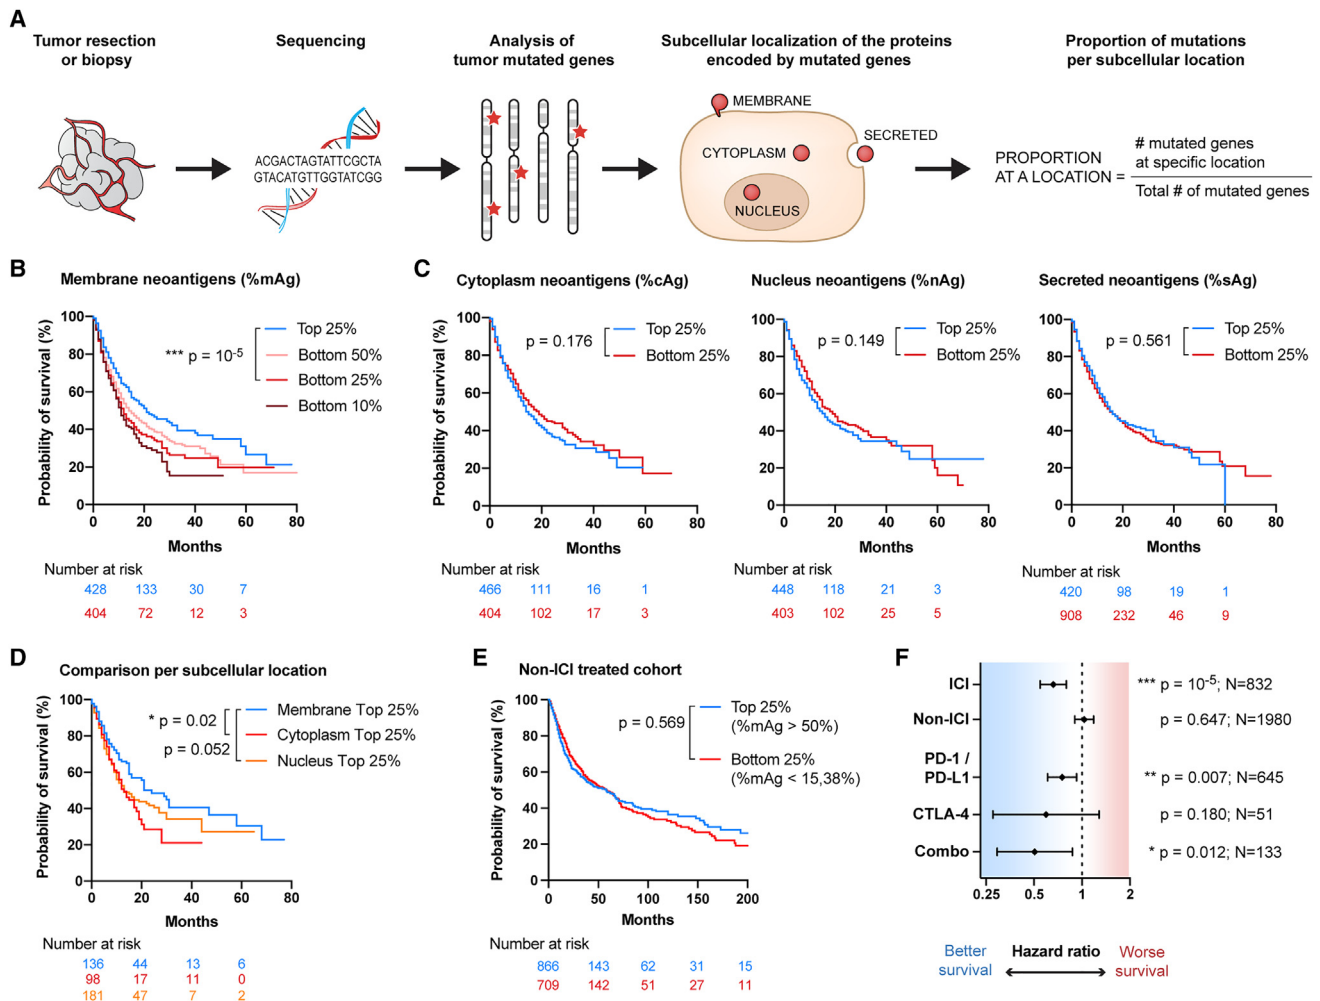 A
Tumor resection
or biopsy
Sequencing
Analysis of
tumor mutated genes
Subcellular localization of the proteins
encoded by mutated genes
Proportion of mutations
per subcellular location
ACGACTAGTATTCGCTA
GTACATGTTGGTATCGG
MEMBRANE
SECRETED
CYTOPLASM
NUCLEUS
PROPORTION
AT A LOCATION =
# mutated genes
at specific location
Total # of mutated genes
B
Membrane neoantigens (%mAg)
Probability of survival (%)
100
80
60
40
20
0
0 20 40 60 80
Months
*** p = 10-5
Top 25%
Bottom 50%
Bottom 25%
Bottom 10%
Number at risk
428 133 30 7
404 72 12 3
C
Cytoplasm neoantigens (%cAg)
Probability of survival (%)
100
80
60
40
20
0
0 20 40 60 80
Months
p = 0.176
Top 25%
Bottom 25%
Number at risk
466 111 16 1
404 102 17 3
Nucleus neoantigens (%nAg)
100
80
60
40
20
0
0 20 40 60 80
Months
p = 0.149
Top 25%
Bottom 25%
Number at risk
448 118 21 3
403 102 25 5
Secreted neoantigens (%sAg)
100
80
60
40
20
0
0 20 40 60 80
Months
p = 0.561
Top 25%
Bottom 25%
Number at risk
420 98 19 1
908 232 46 9
D
Comparison per subcellular location
Probability of survival (%)
100
80
60
40
20
0
0 20 40 60 80
Months
* p = 0.02
p = 0.052
Membrane Top 25%
Cytoplasm Top 25%
Nucleus Top 25%
Number at risk
136 44 13 6
98 17 11 0
181 47 7 2
E
Non-ICI treated cohort
Probability of survival (%)
100
80
60
40
20
0
0 50 100 150 200
Months
p = 0.569
Top 25%
(%mAg > 50%)
Bottom 25%
(%mAg < 15,38%)
Number at risk
866 143 62 31 15
709 142 51 27 11
F
ICI
*** p = 10-5; N=832
Non-ICI
p = 0.647; N=1980
PD-1 /
PD-L1
** p = 0.007; N=645
CTLA-4
p = 0.180; N=51
Combo
* p = 0.012; N=133
0.25 0.5 1 2
Better
survival
Hazard ratio
Worse
survival